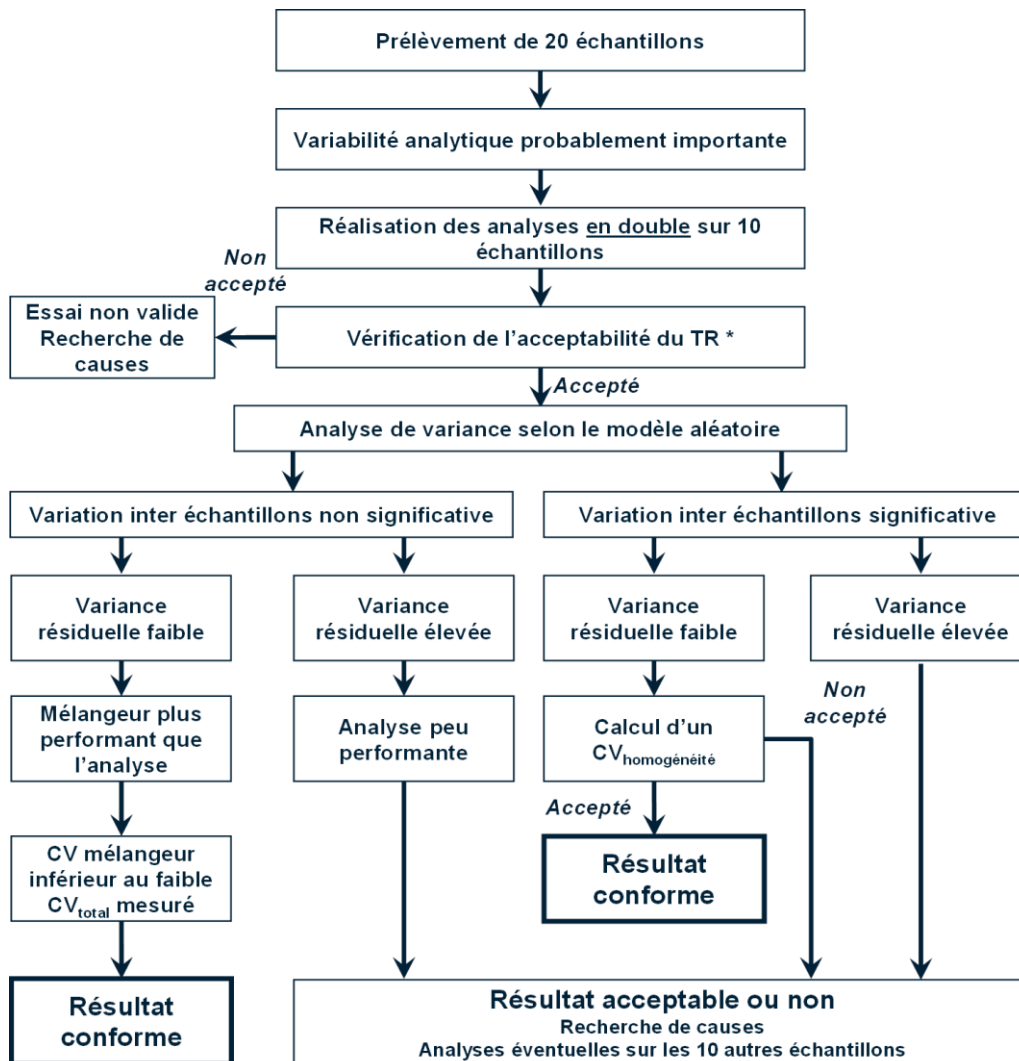 Prélèvement de 20 échantillons
Variabilité analytique probablement importante
Réalisation des analyses en double sur 10
échantillons
Non
accepté
Essai non valide
Recherche de
causes
Vérification de l'acceptabilité du TR *
Accepté
Analyse de variance selon le modèle aléatoire
Variation inter échantillons non significative
Variation inter échantillons significative
Variance
résiduelle faible
Variance
résiduelle élevée
Variance
résiduelle faible
Variance
résiduelle élevée
Mélangeur plus
performant que
l'analyse
Analyse peu
performante
Calcul d'un
CVhomogénéité
Non
accepté
Accepté
CV mélangeur
inférieur au faible
CVtotal mesuré
Résultat
conforme
Résultat
conforme
Résultat acceptable ou non
Recherche de causes
Analyses éventuelles sur les 10 autres échantillons